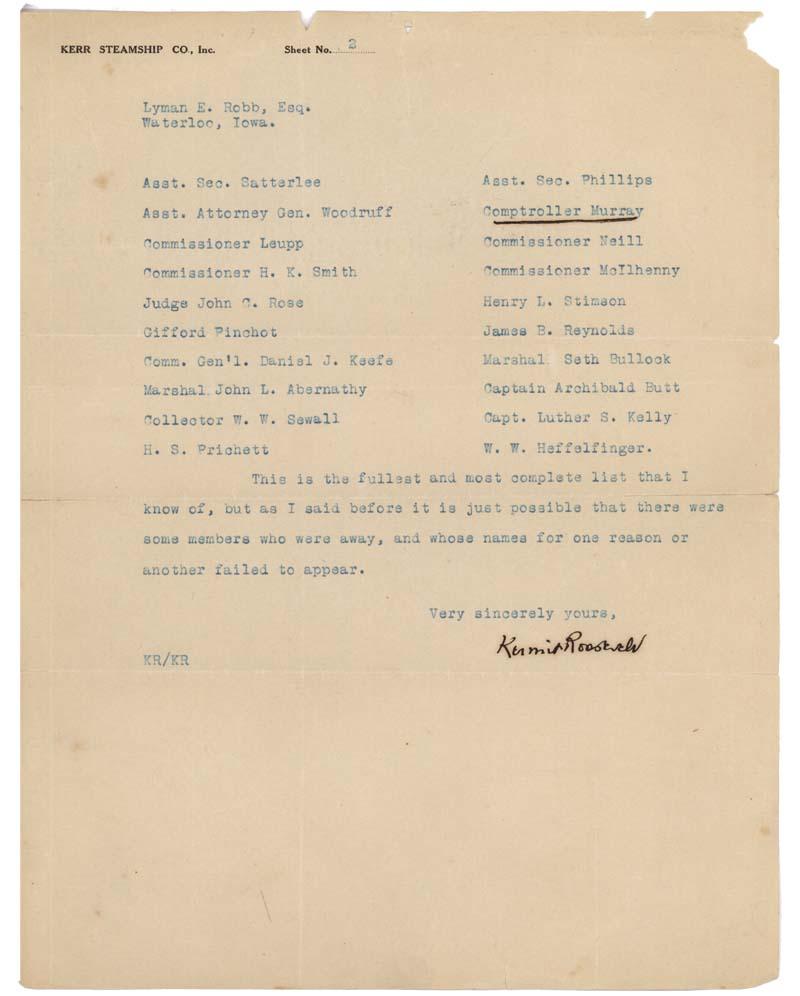 KERR STEAMSHIP CO., Inc. Sheet No. 2
Lyman E. Robb, Esq.
Waterloo, Iowa.
Asst. Sec. Satterlee Asst. Sec. Phillips
Asst. Attorney Gen. Woodruff Comptroller Murray
Commissioner Leupp Commissioner Neill
Commissioner H. K. Smith Commissioner McIlhenny
Judge John C. Rose Henry L. Stimson
Gifford Pinchot James B. Reynolds
Comm. Gen'l. Daniel J. Keefe Marshal Seth Bullock
Marshal John L. Abernathy Captain Archibald Butt
Collector W. W. Sewall Capt. Luther S. Kelly
H. S. Prichett W. W. Heffelfinger.
This is the fullest and most complete list that I
know of, but as I said before it is just possible that there were
some members who were away, and whose names for one reason or
another failed to appear.
Very sincerely yours,
Kermit Roosevelt
KR/KR